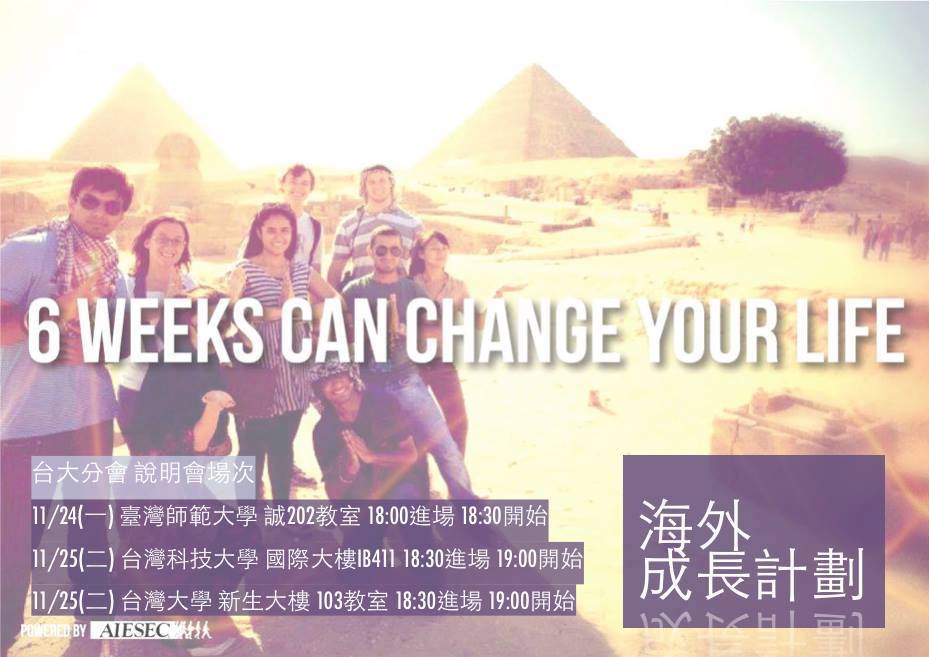 6 WEEKS CAN CHANGE YOUR LIFE
台大分會 說明會場次
11/24(一) 臺灣師範大學 誠202教室 18:00進場 18:30開始
11/25(二) 台灣科技大學 國際大樓IB411 18:30進場 19:00開始
11/25(二) 台灣大學 新生大樓 103教室 18:30進場 19:00開始
海外
成長計劃
POWERED BY AIESEC